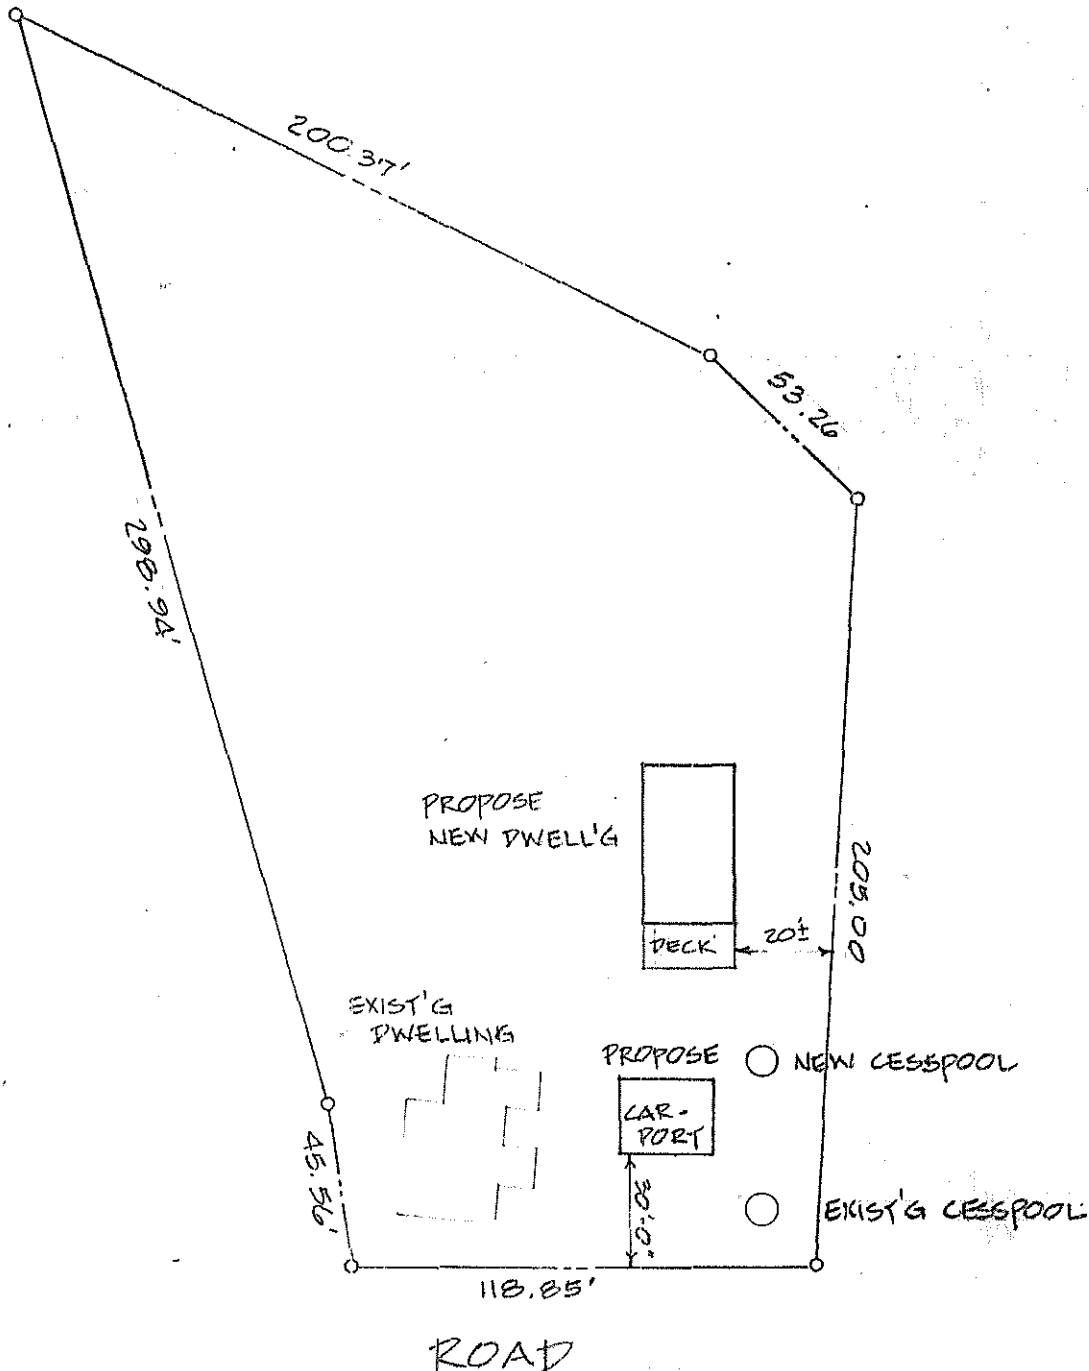 200.37'
53.26
298.94'
PROPOSE
NEW DWELL'G
205.00
DECK
20±
EXIST'G
DWELLING
PROPOSE
NEW CESSPOOL
CAR-
PORT
45.56'
30'-0"
EXIST'G CESSPOOL
118.85'
ROAD